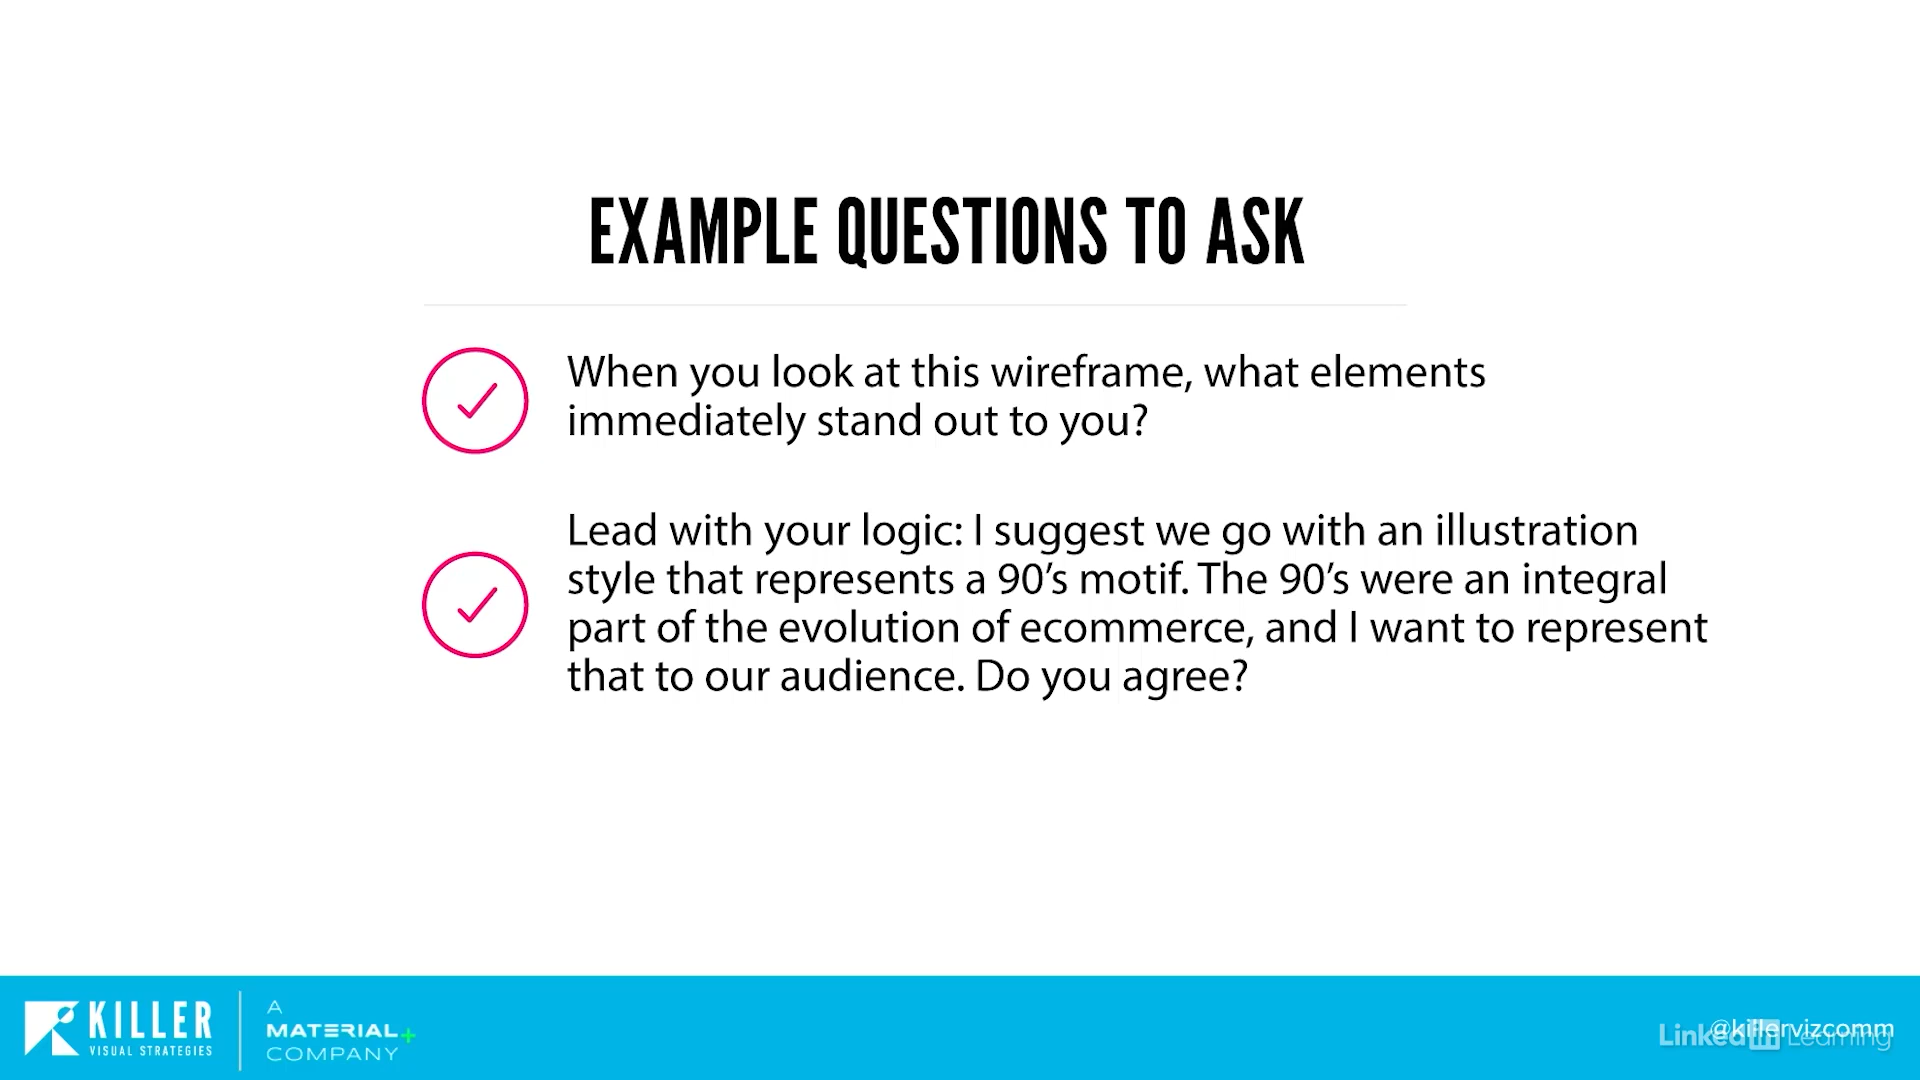 EXAMPLE QUESTIONS TO ASK
When you look at this wireframe, what elements
immediately stand out to you?
Lead with your logic: I suggest we go with an illustration
style that represents a 90’s motif. The 90’s were an integral
part of the evolution of ecommerce, and I want to represent
that to our audience. Do you agree?
KILLER
VISUAL STRATEGIES
A
MATERIAL+
COMPANY
@killervizcomm
Linked in Learning